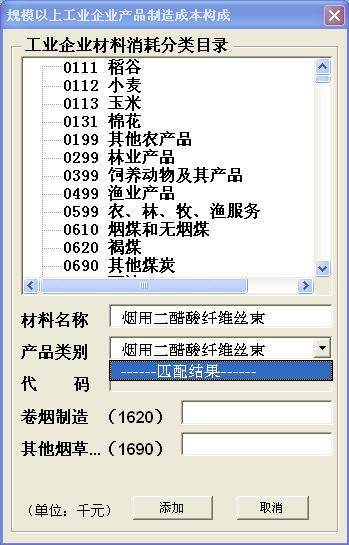 规模以上工业企业产品制造成本构成
工业企业材料消耗分类目录
0111 稻谷
0112 小麦
0113 玉米
0131 棉花
0199 其他农产品
0299 林业产品
0399 饲养动物及其产品
0499 渔业产品
0599 农、林、牧、渔服务
0610 烟煤和无烟煤
0620 褐煤
0690 其他煤炭
材料名称 烟用二醋酸纤维丝束
产品类别 烟用二醋酸纤维丝束
------匹配结果------
代 码
卷烟制造 （1620）
其他烟草...（1690）
（单位：千元） 添加 取消